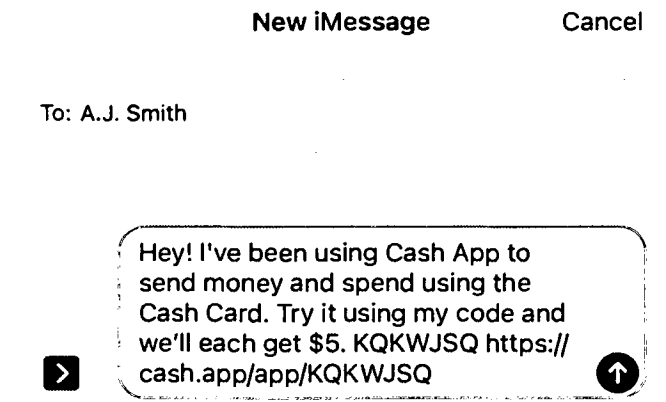 New iMessage Cancel
To: A.J. Smith
Hey! I've been using Cash App to
send money and spend using the
Cash Card. Try it using my code and
we'll each get $5. KQKWJSQ https://
cash.app/app/KQKWJSQ